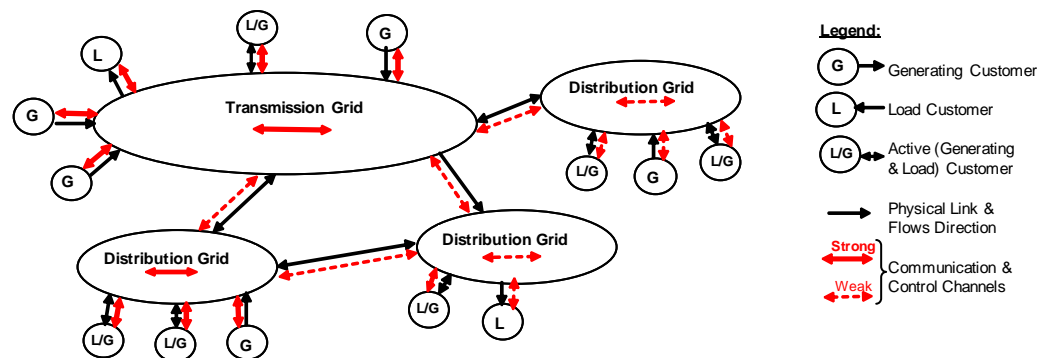 L/G
G
L
Transmission Grid
G
G
Distribution Grid
L/G
G
L/G
Distribution Grid
L/G
L/G
G
Distribution Grid
L/G
L
Legend:
G
Generating Customer
L
Load Customer
L/G
Active (Generating
& Load) Customer
Physical Link &
Flows Direction
Strong
Weak
Communication &
Control Channels